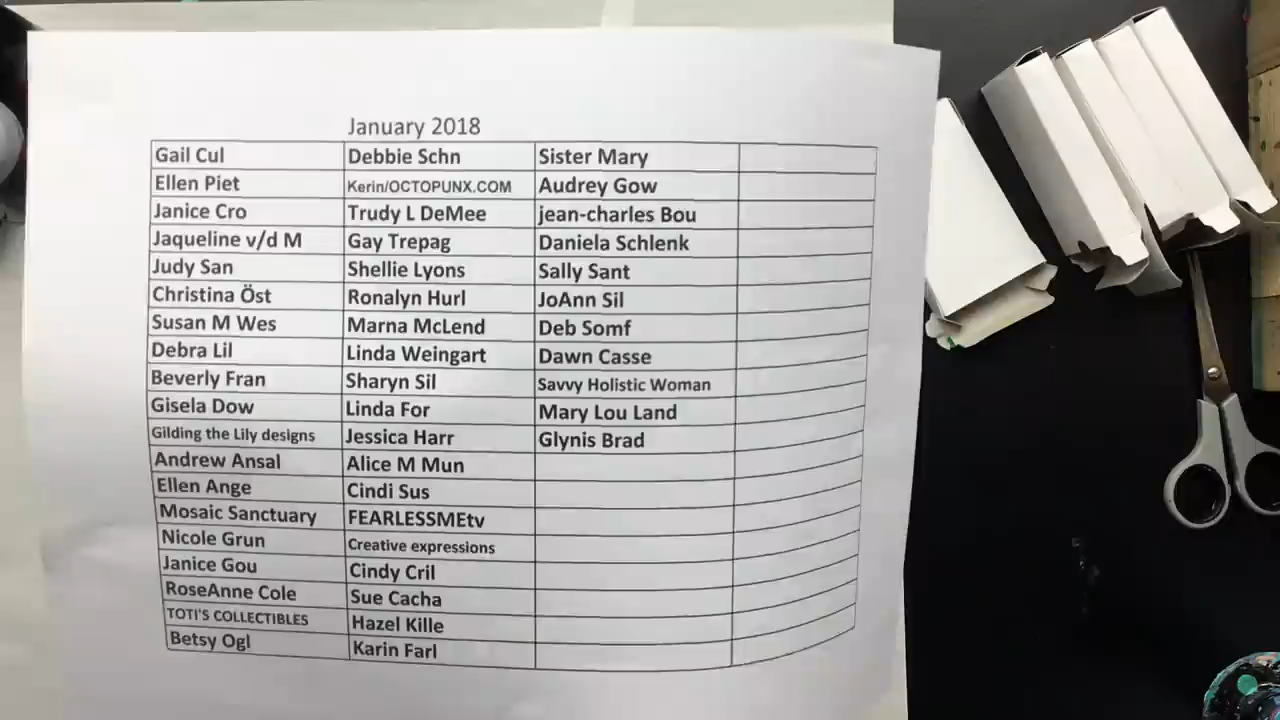 January 2018
Gail Cul Debbie Schn Sister Mary
Ellen Piet Kerin/OCTOPUNX.COM Audrey Gow
Janice Cro Trudy L DeMee jean-charles Bou
Jaqueline v/d M Gay Trepag Daniela Schlenk
Judy San Shellie Lyons Sally Sant
Christina Öst Ronalyn Hurl JoAnn Sil
Susan M Wes Marna McLend Deb Somf
Debra Lil Linda Weingart Dawn Casse
Beverly Fran Sharyn Sil Savvy Holistic Woman
Gisela Dow Linda For Mary Lou Land
Gilding the Lily designs Jessica Harr Glynis Brad
Andrew Ansal Alice M Mun
Ellen Ange Cindi Sus
Mosaic Sanctuary FEARLESSMEtv
Nicole Grun Creative expressions
Janice Gou Cindy Cril
RoseAnne Cole Sue Cacha
TOTI'S COLLECTIBLES Hazel Kille
Betsy Ogl Karin Farl